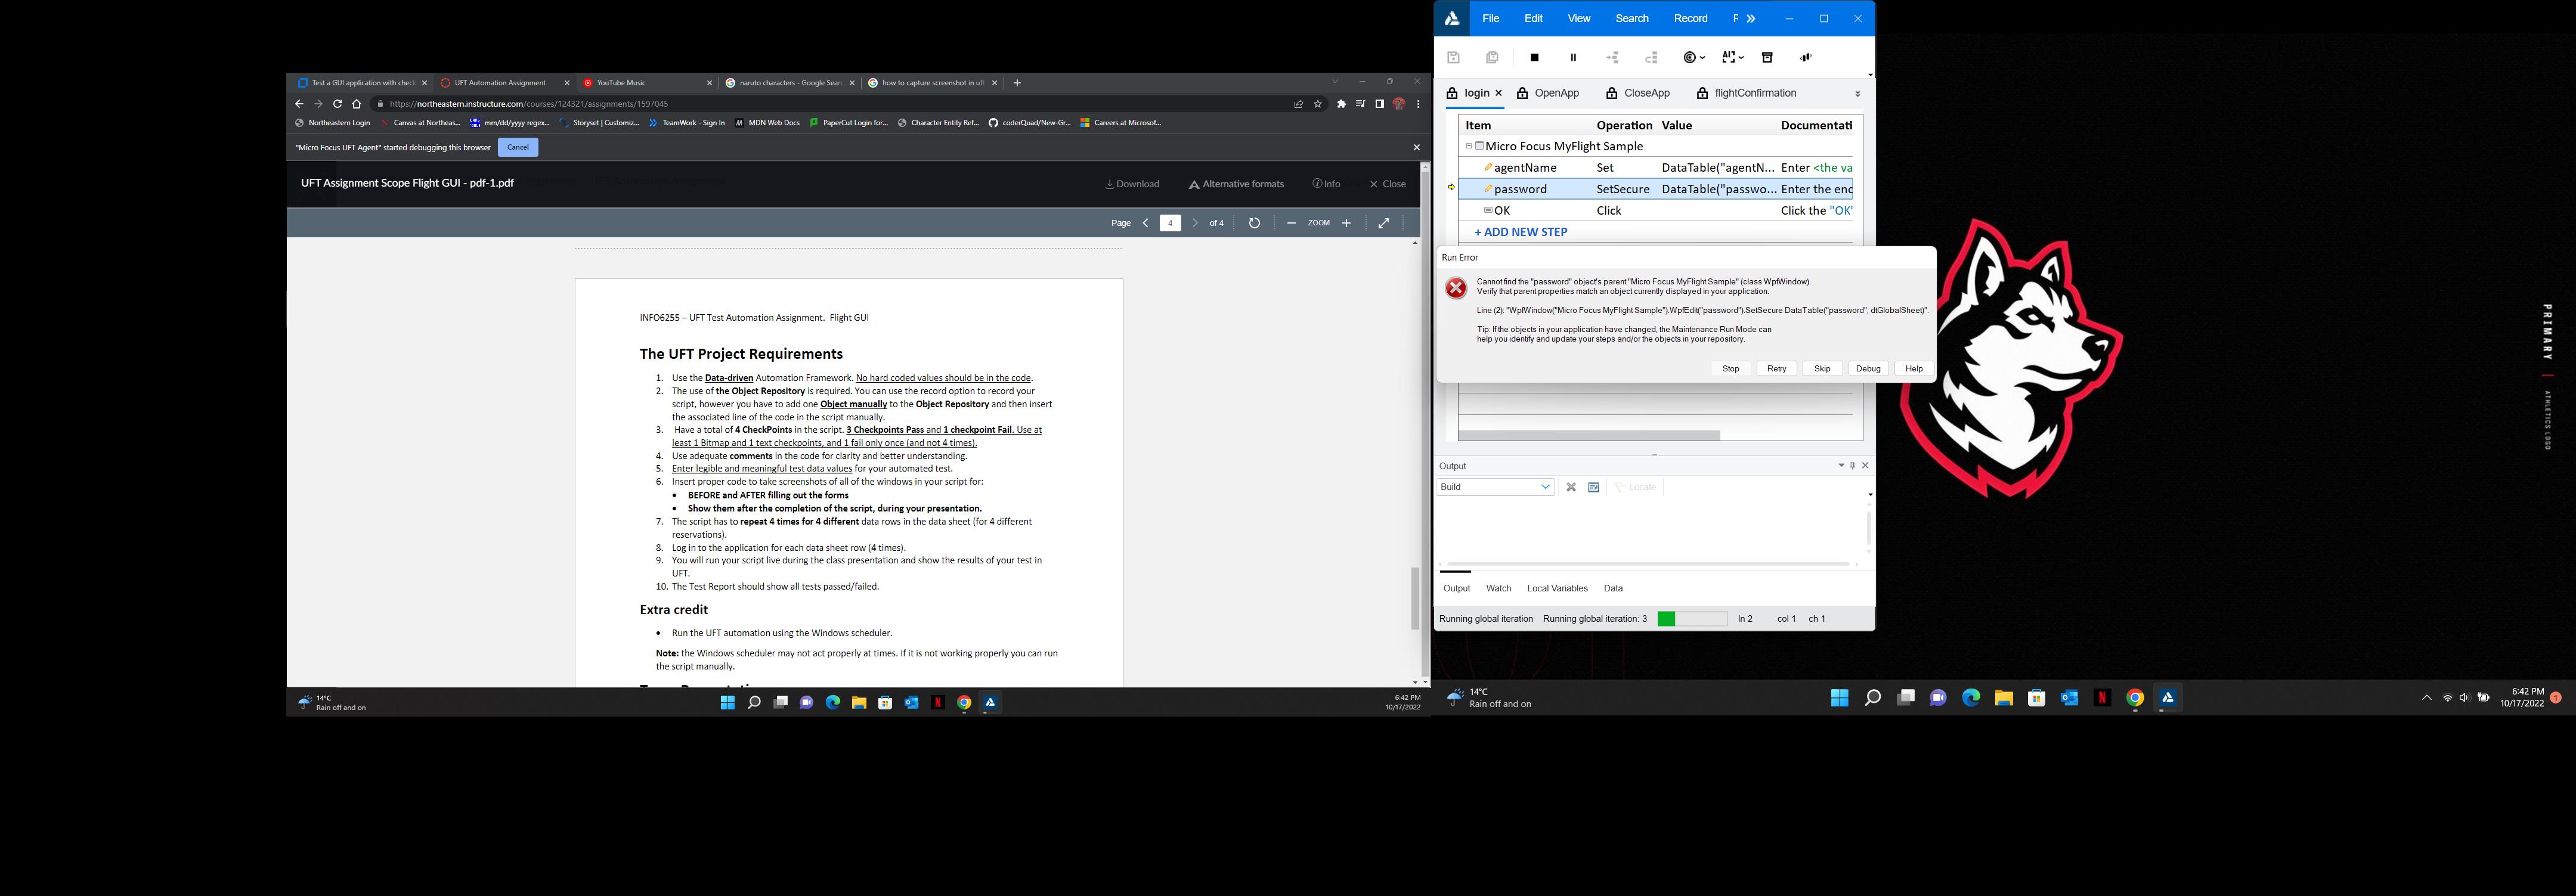 Test a GUI application with check
UFT Automation Assignment
YouTube Music
naruto characters - Google Sear
how to capture screenshot in uft
https://northeastern.instructure.com/courses/124321/assignments/1597045
Northeastern Login
Canvas at Northeas...
mm/dd/yyyy regex...
Storyset | Customiz...
TeamWork - Sign In
MDN Web Docs
PaperCut Login for...
Character Entity Ref...
coderQuad/New-Gr...
Careers at Microsof...
"Micro Focus UFT Agent" started debugging this browser
Cancel
UFT Assignment Scope Flight GUI - pdf-1.pdf
Download
Alternative formats
Info
Close
Page
4
of 4
ZOOM
INFO6255 – UFT Test Automation Assignment. Flight GUI
The UFT Project Requirements
1. Use the Data-driven Automation Framework. No hard coded values should be in the code.
2. The use of the Object Repository is required. You can use the record option to record your
script, however you have to add one Object manually to the Object Repository and then insert
the associated line of the code in the script manually.
3. Have a total of 4 CheckPoints in the script. 3 Checkpoints Pass and 1 checkpoint Fail. Use at
least 1 Bitmap and 1 text checkpoints, and 1 fail only once (and not 4 times).
4. Use adequate comments in the code for clarity and better understanding.
5. Enter legible and meaningful test data values for your automated test.
6. Insert proper code to take screenshots of all of the windows in your script for:
• BEFORE and AFTER filling out the forms
• Show them after the completion of the script, during your presentation.
7. The script has to repeat 4 times for 4 different data rows in the data sheet (for 4 different
reservations).
8. Log in to the application for each data sheet row (4 times).
9. You will run your script live during the class presentation and show the results of your test in
UFT.
10. The Test Report should show all tests passed/failed.
Extra credit
• Run the UFT automation using the Windows scheduler.
Note: the Windows scheduler may not act properly at times. If it is not working properly you can run
the script manually.
14°C
Rain off and on
6:42 PM
10/17/2022
File
Edit
View
Search
Record
F
login
OpenApp
CloseApp
flightConfirmation
Item Operation Value Documentati
Micro Focus MyFlight Sample
agentName Set DataTable("agentN... Enter <the va
password SetSecure DataTable("passwo... Enter the enc
OK Click Click the "OK"
+ ADD NEW STEP
Run Error
Cannot find the "password" object's parent "Micro Focus MyFlight Sample" (class WpfWindow).
Verify that parent properties match an object currently displayed in your application.
Line (2): "WpfWindow("Micro Focus MyFlight Sample").WpfEdit("password").SetSecure DataTable("password", dtGlobalSheet)".
Tip: If the objects in your application have changed, the Maintenance Run Mode can
help you identify and update your steps and/or the objects in your repository.
Stop
Retry
Skip
Debug
Help
Output
Build
Locate
Output
Watch
Local Variables
Data
Running global iteration
Running global iteration: 3
ln 2
col 1
ch 1
PRIMARY
ATHLETICS LOGO
14°C
Rain off and on
6:42 PM
10/17/2022
1